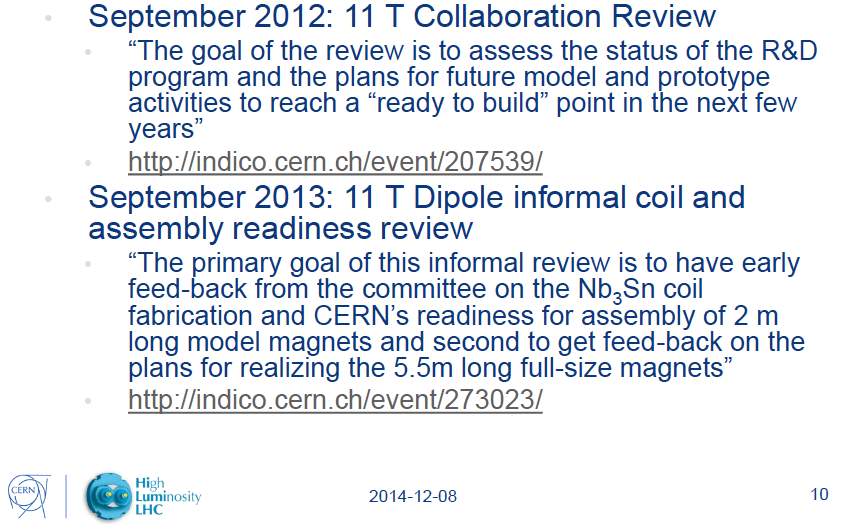 September 2012: 11 T Collaboration Review
“The goal of the review is to assess the status of the R&D
program and the plans for future model and prototype
activities to reach a “ready to build” point in the next few
years”
http://indico.cern.ch/event/207539/
September 2013: 11 T Dipole informal coil and
assembly readiness review
“The primary goal of this informal review is to have early
feed-back from the committee on the Nb3Sn coil
fabrication and CERN’s readiness for assembly of 2 m
long model magnets and second to get feed-back on the
plans for realizing the 5.5m long full-size magnets”
http://indico.cern.ch/event/273023/
CERN
High
Luminosity
LHC
2014-12-08
10